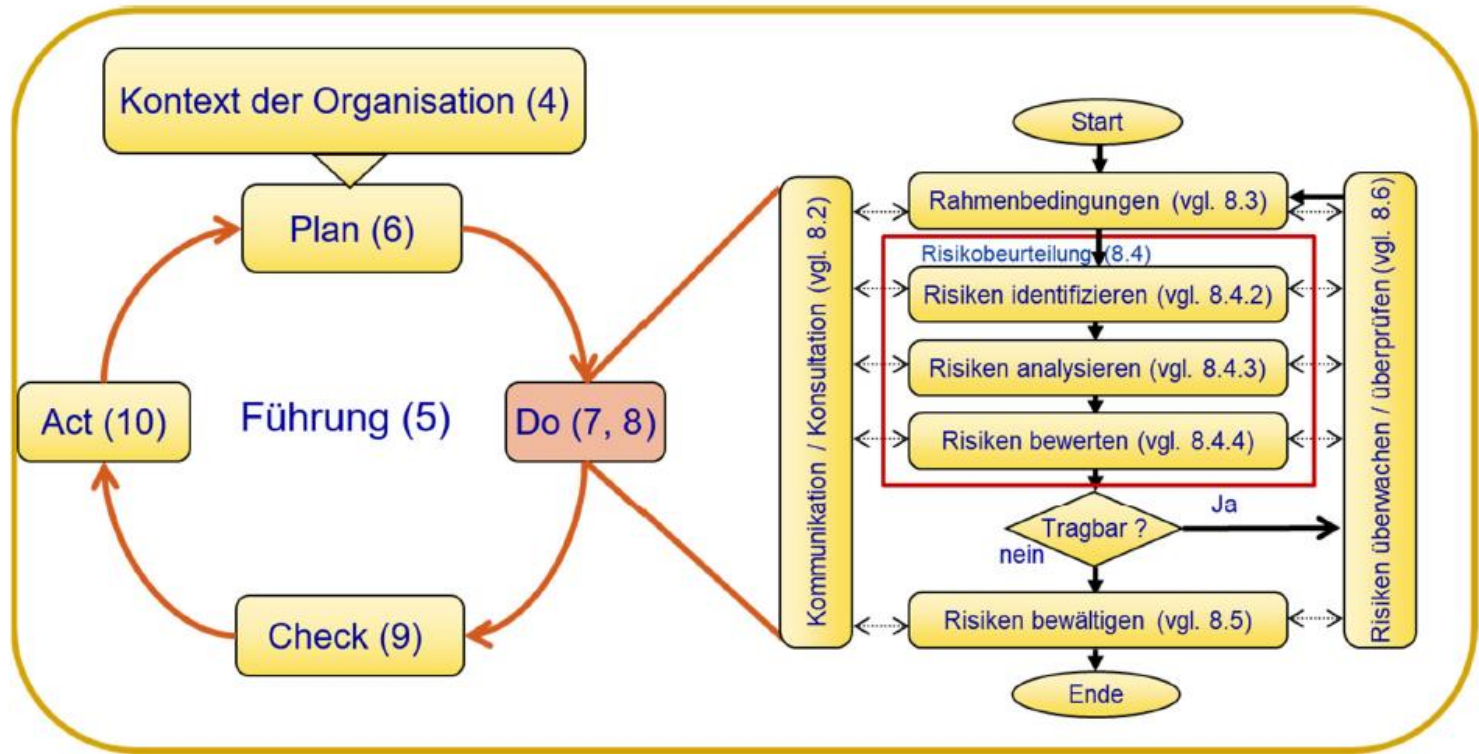 Kontext der Organisation (4)
Plan (6)
Act (10)
Führung (5)
Do (7, 8)
Check (9)
Kommunikation / Konsultation (vgl. 8.2)
Start
Rahmenbedingungen (vgl. 8.3)
Risikobeurteilung (8.4)
Risiken identifizieren (vgl. 8.4.2)
Risiken analysieren (vgl. 8.4.3)
Risiken bewerten (vgl. 8.4.4)
Tragbar ?
Ja
nein
Risiken bewältigen (vgl. 8.5)
Ende
Risiken überwachen / überprüfen (vgl. 8.6)